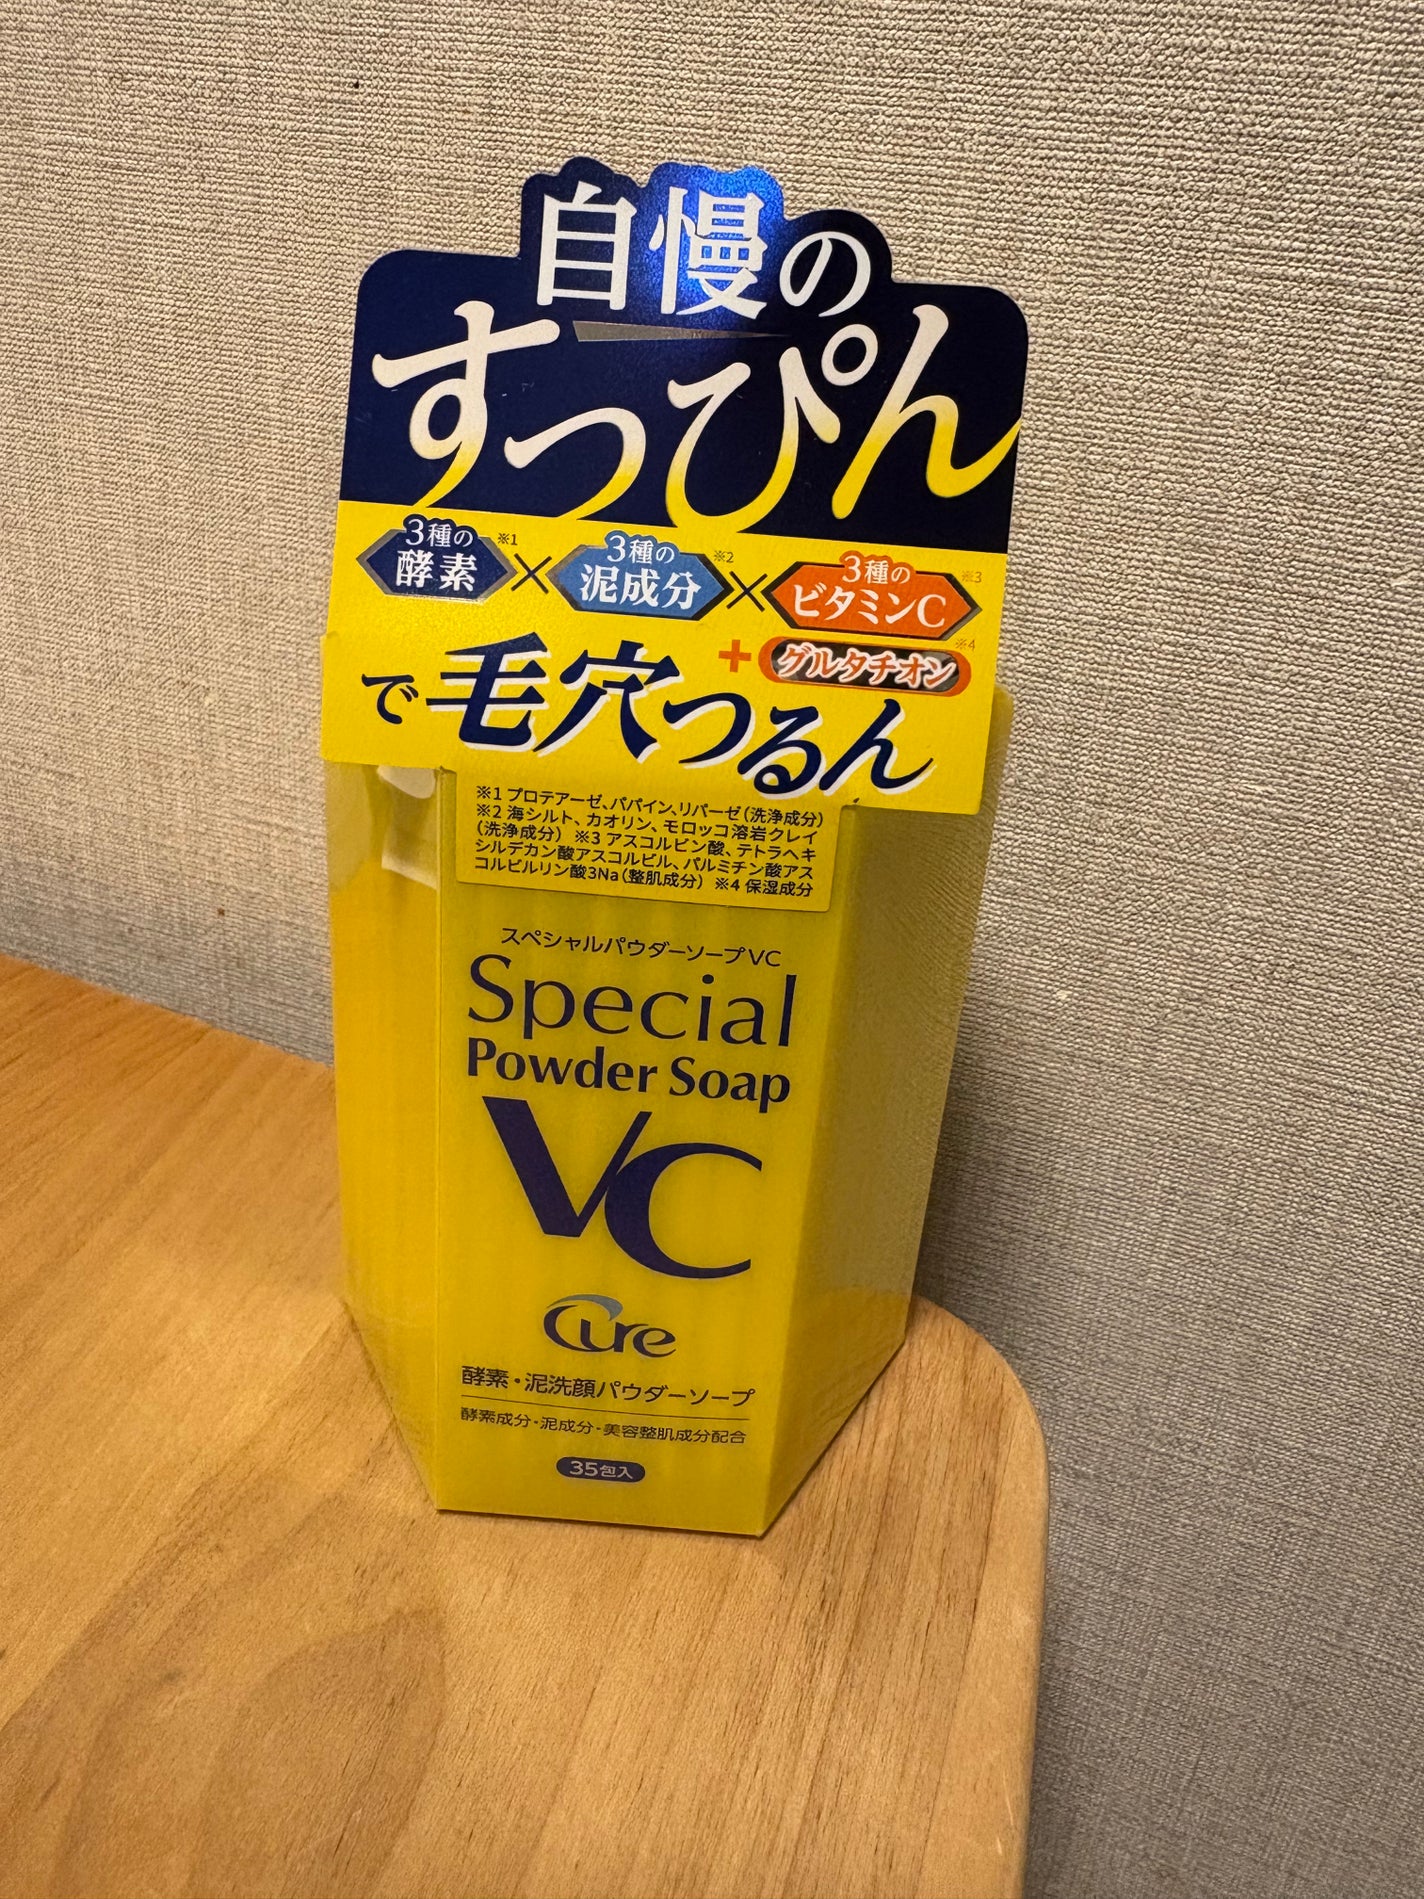 自慢の
すっぴん
3種の酵素※1×3種の泥成分※2×3種のビタミンC※3
+グルタチオン※4
で毛穴つるん
※1 プロテアーゼ、パパイン、リパーゼ(洗浄成分)
※2 海シルト、カオリン、モロッコ溶岩クレイ
(洗浄成分) ※3 アスコルビン酸、テトラヘキ
シルデカン酸アスコルビル、パルミチン酸アス
コルビルリン酸3Na(整肌成分) ※4 保湿成分
スペシャルパウダーソープVC
Special
Powder Soap
VC
Cure
酵素・泥洗顔パウダーソープ
酵素成分・泥成分・美容整肌成分配合
35包入